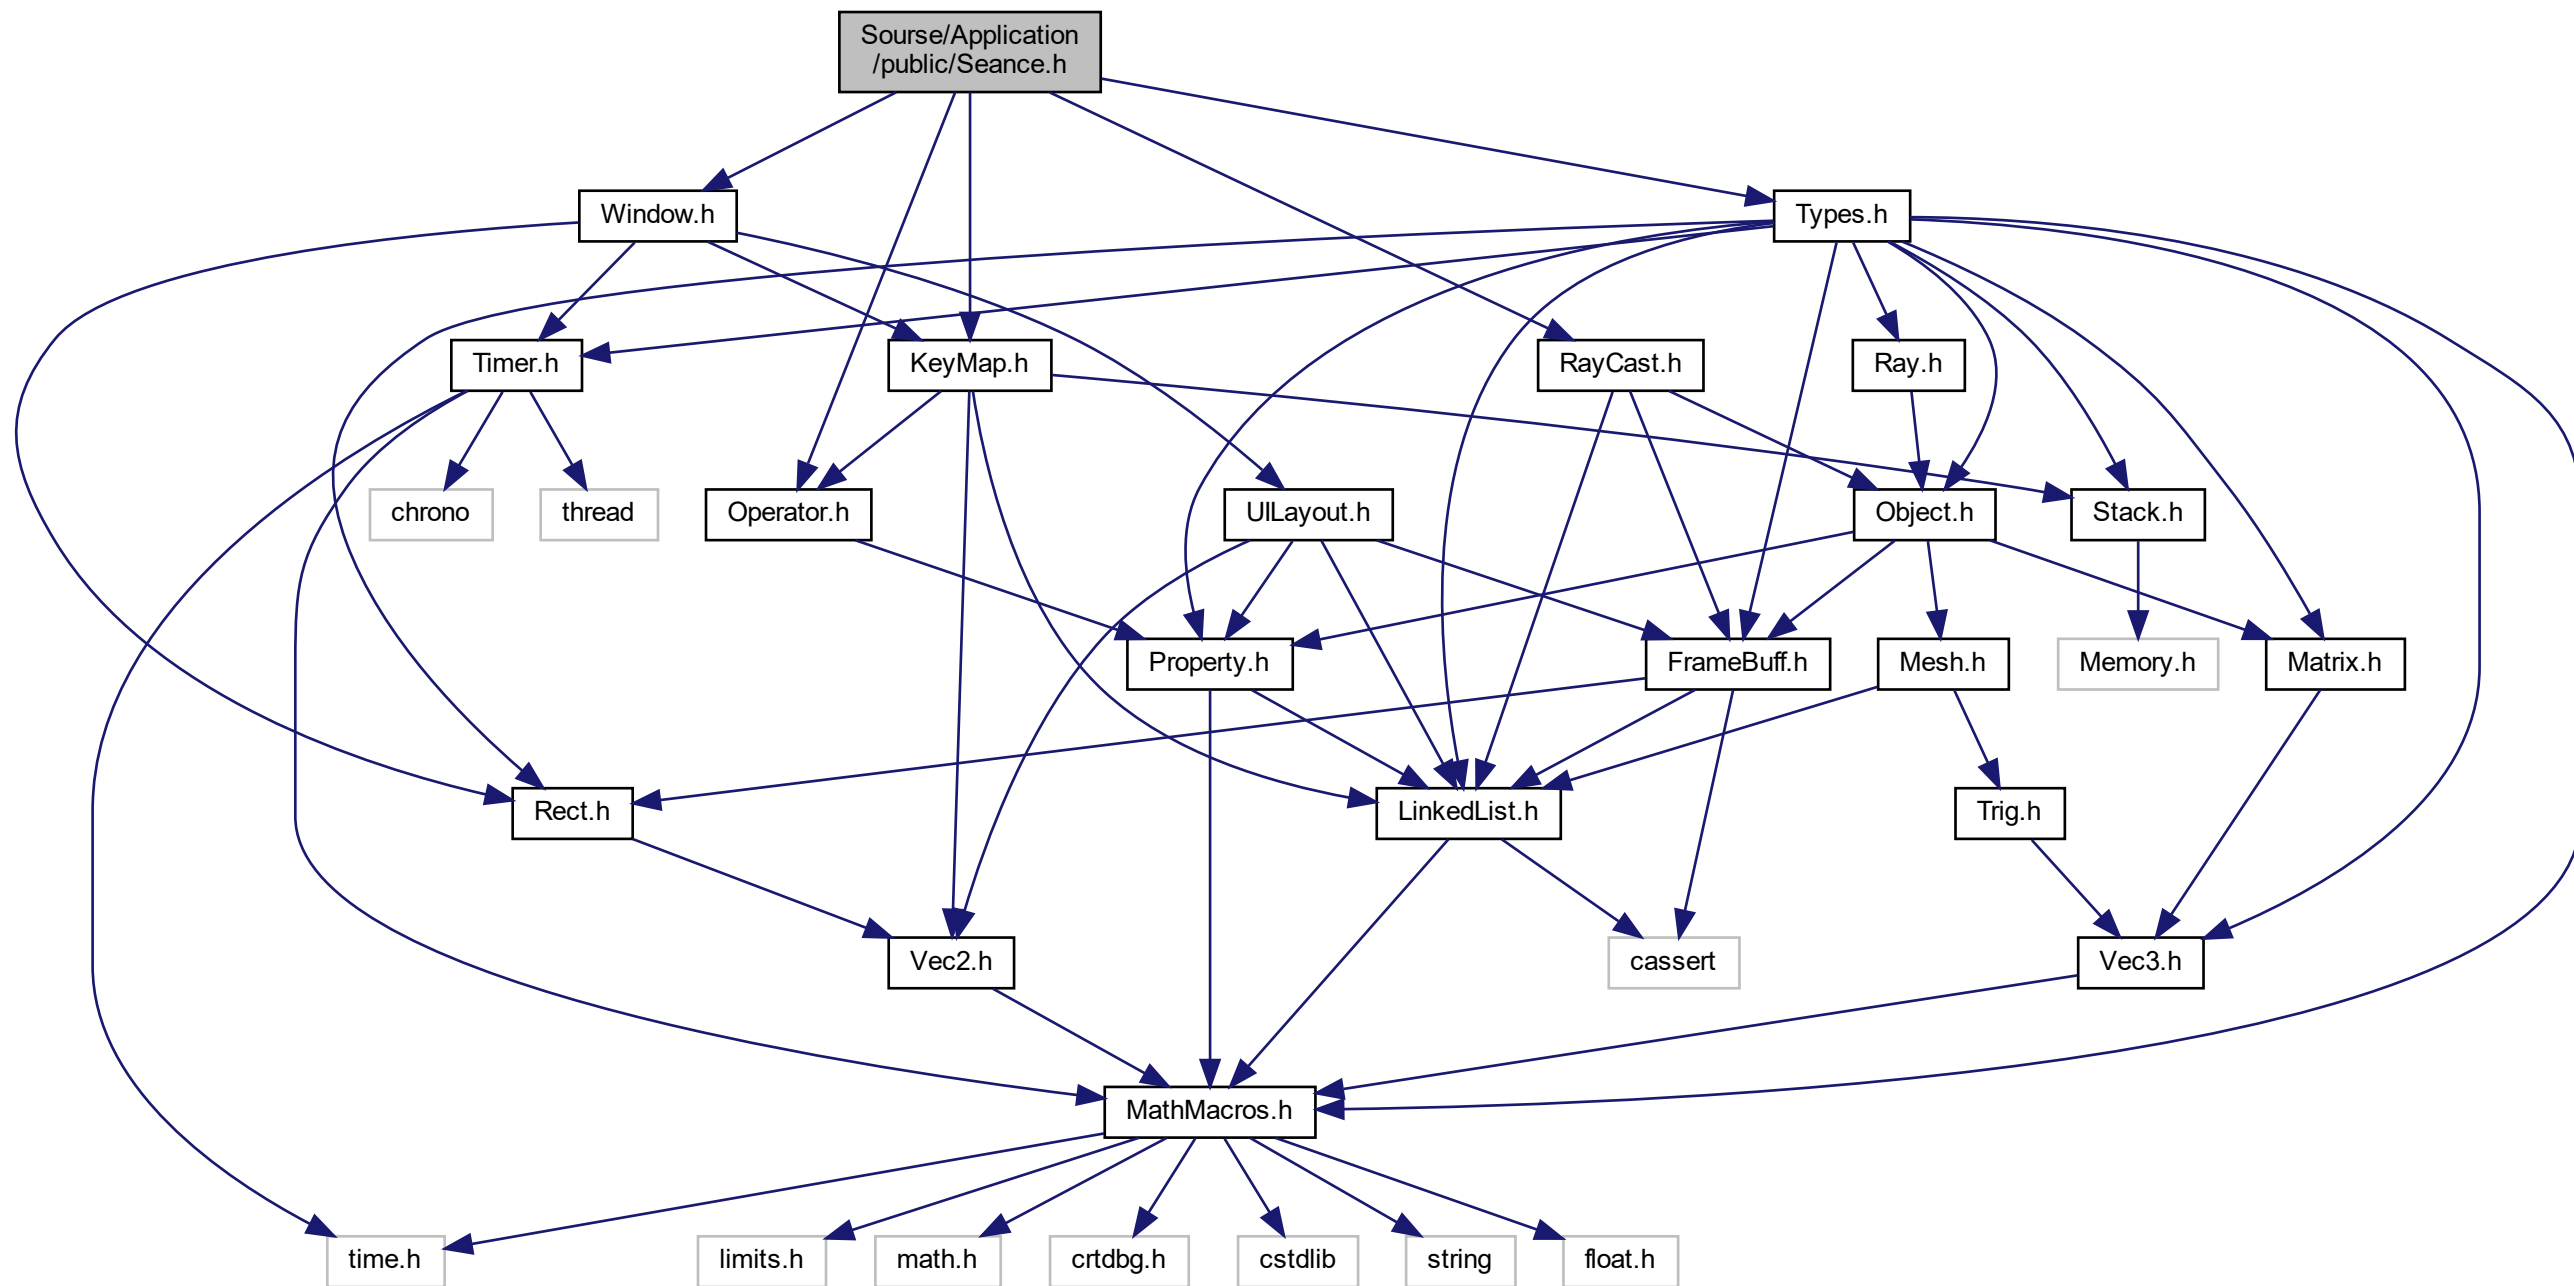 Sourse/Application
/public/Seance.h
Window.h
Types.h
Timer.h
KeyMap.h
RayCast.h
Ray.h
chrono
thread
Operator.h
UILayout.h
Object.h
Stack.h
Property.h
FrameBuff.h
Mesh.h
Memory.h
Matrix.h
Rect.h
LinkedList.h
Trig.h
Vec2.h
cassert
Vec3.h
MathMacros.h
time.h
limits.h
math.h
crtdbg.h
cstdlib
string
float.h